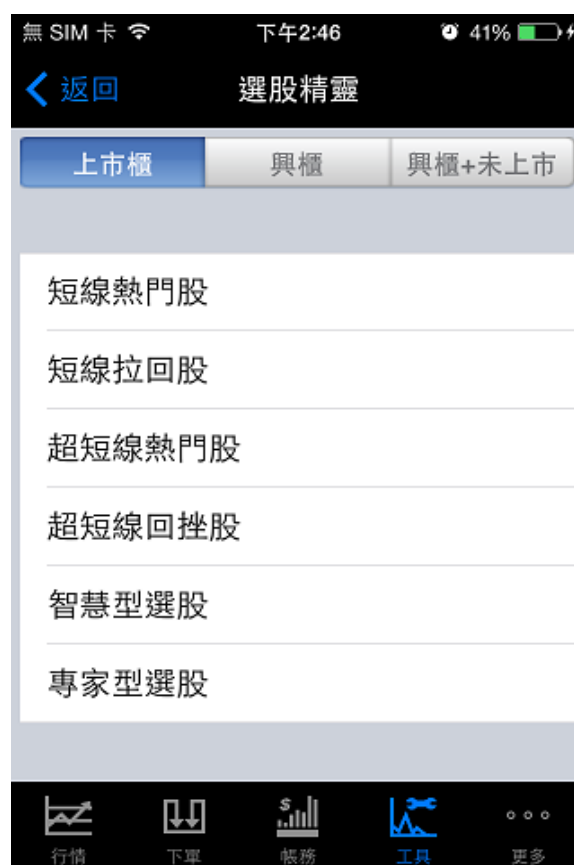 無 SIM 卡 下午2:46 41%
返回 選股精靈
上市櫃 興櫃 興櫃+未上市
短線熱門股
短線拉回股
超短線熱門股
超短線回挫股
智慧型選股
專家型選股
行情 下單 帳務 工具 更多